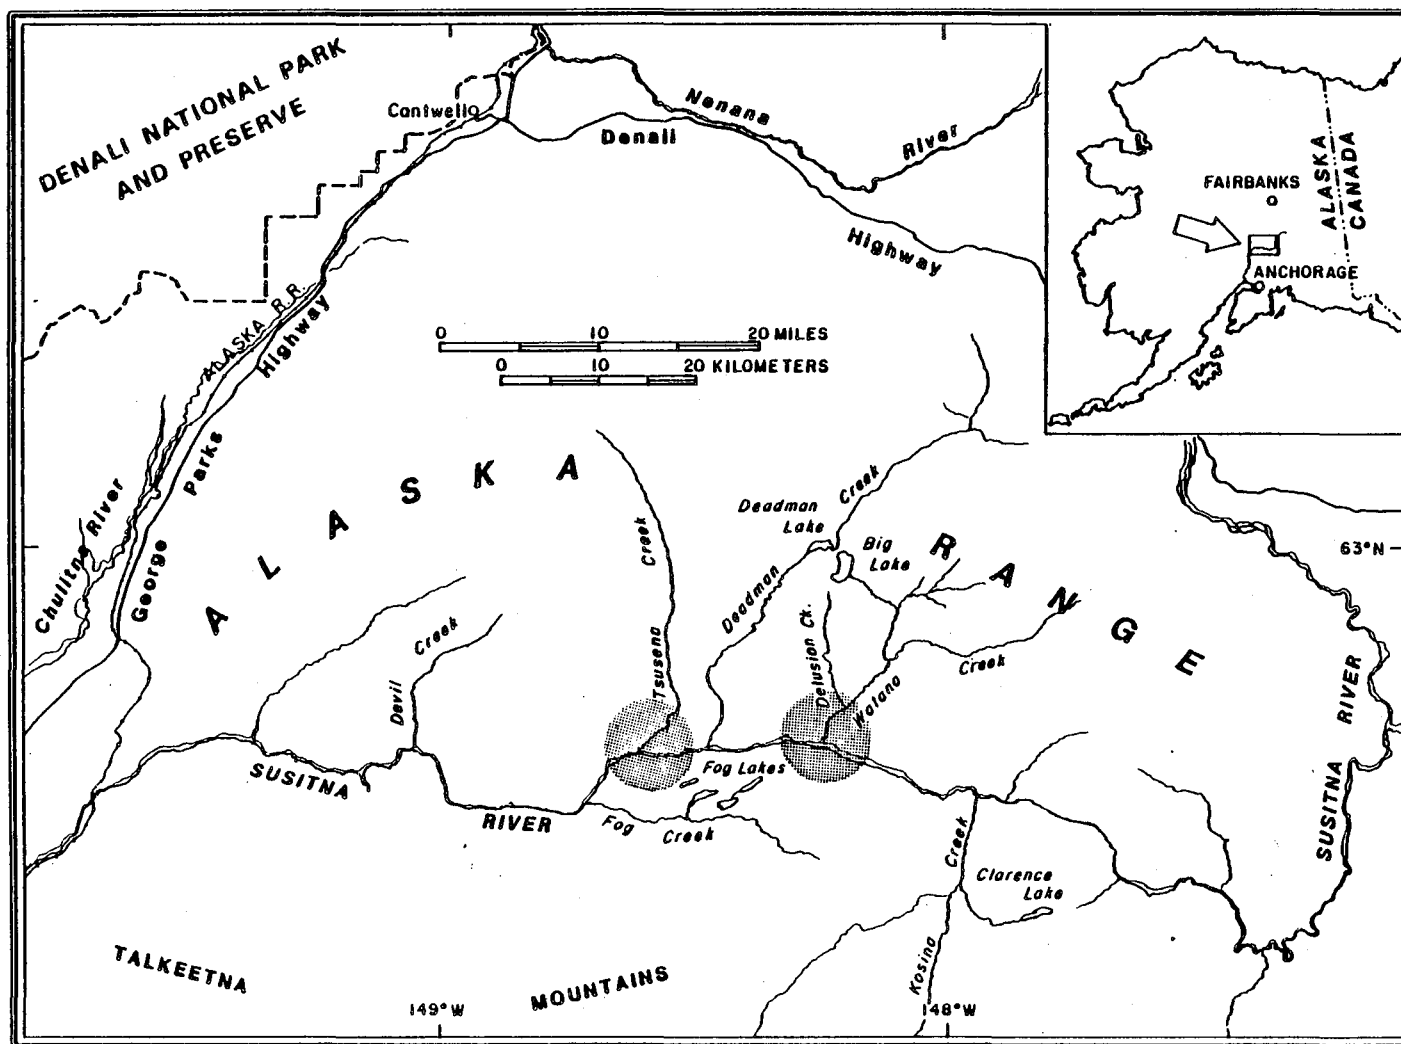 DENALI NATIONAL PARK
AND PRESERVE
Cantwell
Nenana
River
Denali
Highway
ALASKA R.R.
George Parks Highway
Chulitna River
0 10 20 MILES
0 10 20 KILOMETERS
FAIRBANKS
ANCHORAGE
ALASKA
CANADA
ALASKA
RANGE
Deadman
Lake
Deadman Creek
Big
Lake
63°N
Tsusena Creek
Devil Creek
Delusion Ck.
Watana Creek
SUSITNA RIVER
Fog Lakes
Fog Creek
Clarence
Lake
Kosina Creek
SUSITNA RIVER
TALKEETNA MOUNTAINS
149°W
148°W